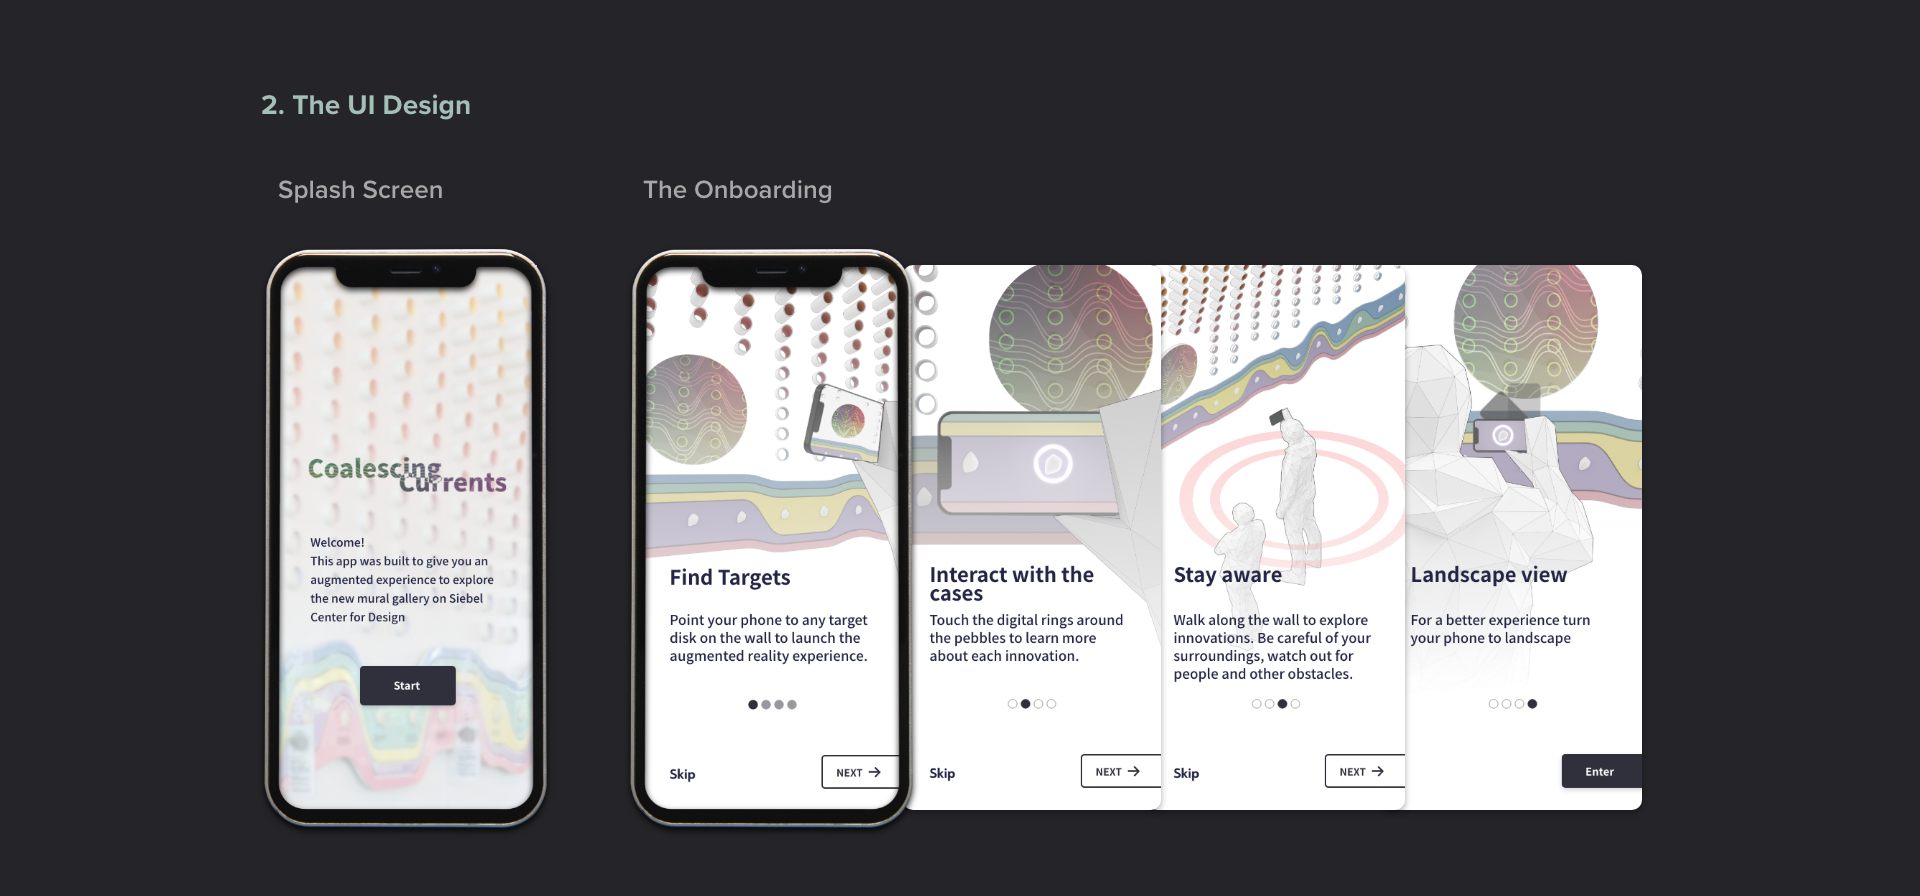 2. The UI Design
Splash Screen
The Onboarding
Coalescing
Currents
Welcome!
This app was built to give you an
augmented experience to explore
the new mural gallery on Siebel
Center for Design
Start
Find Targets
Point your phone to any target
disk on the wall to launch the
augmented reality experience.
Skip
NEXT →
Interact with the
cases
Touch the digital rings around
the pebbles to learn more
about each innovation.
Skip
NEXT →
Stay aware
Walk along the wall to explore
innovations. Be careful of your
surroundings, watch out for
people and other obstacles.
Skip
NEXT →
Landscape view
For a better experience turn
your phone to landscape
Enter